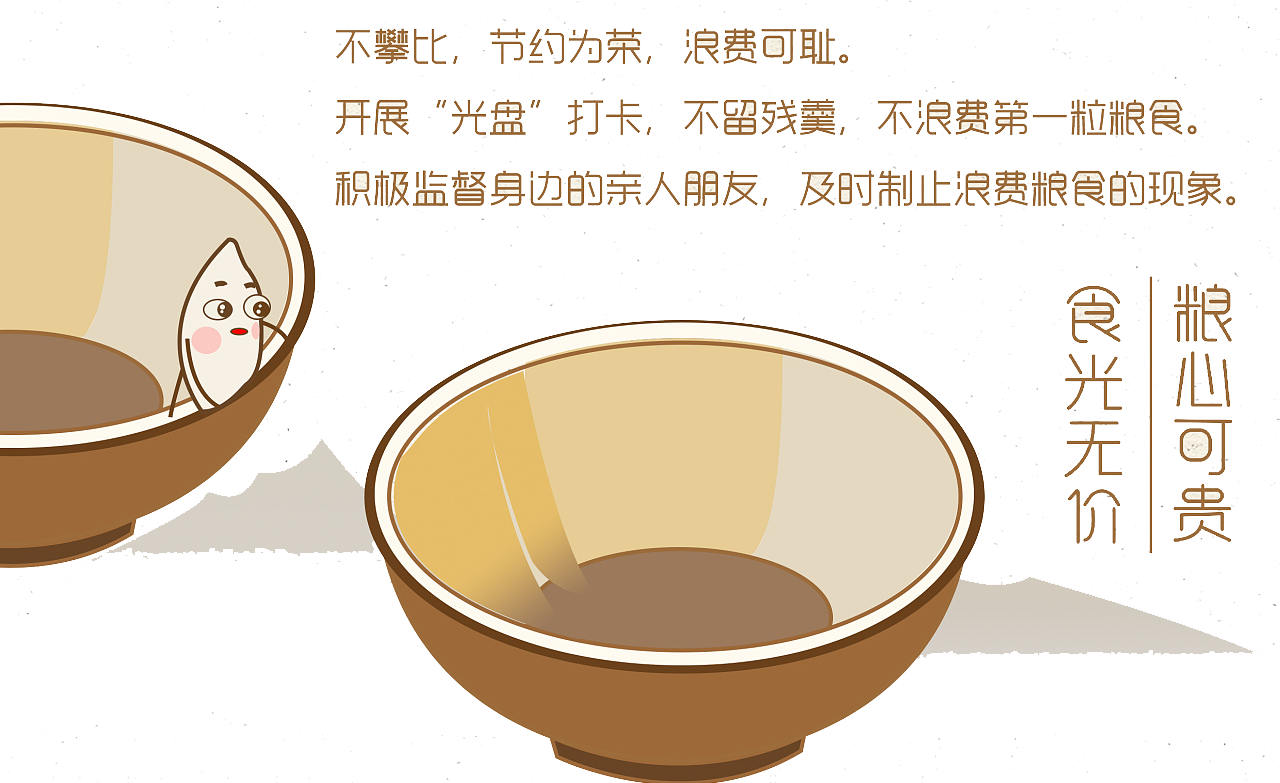 不攀比，节约为荣，浪费可耻。
开展“光盘”打卡，不留残羹，不浪费第一粒粮食。
积极监督身边的亲人朋友，及时制止浪费粮食的现象。
粮心可贵
食光无价